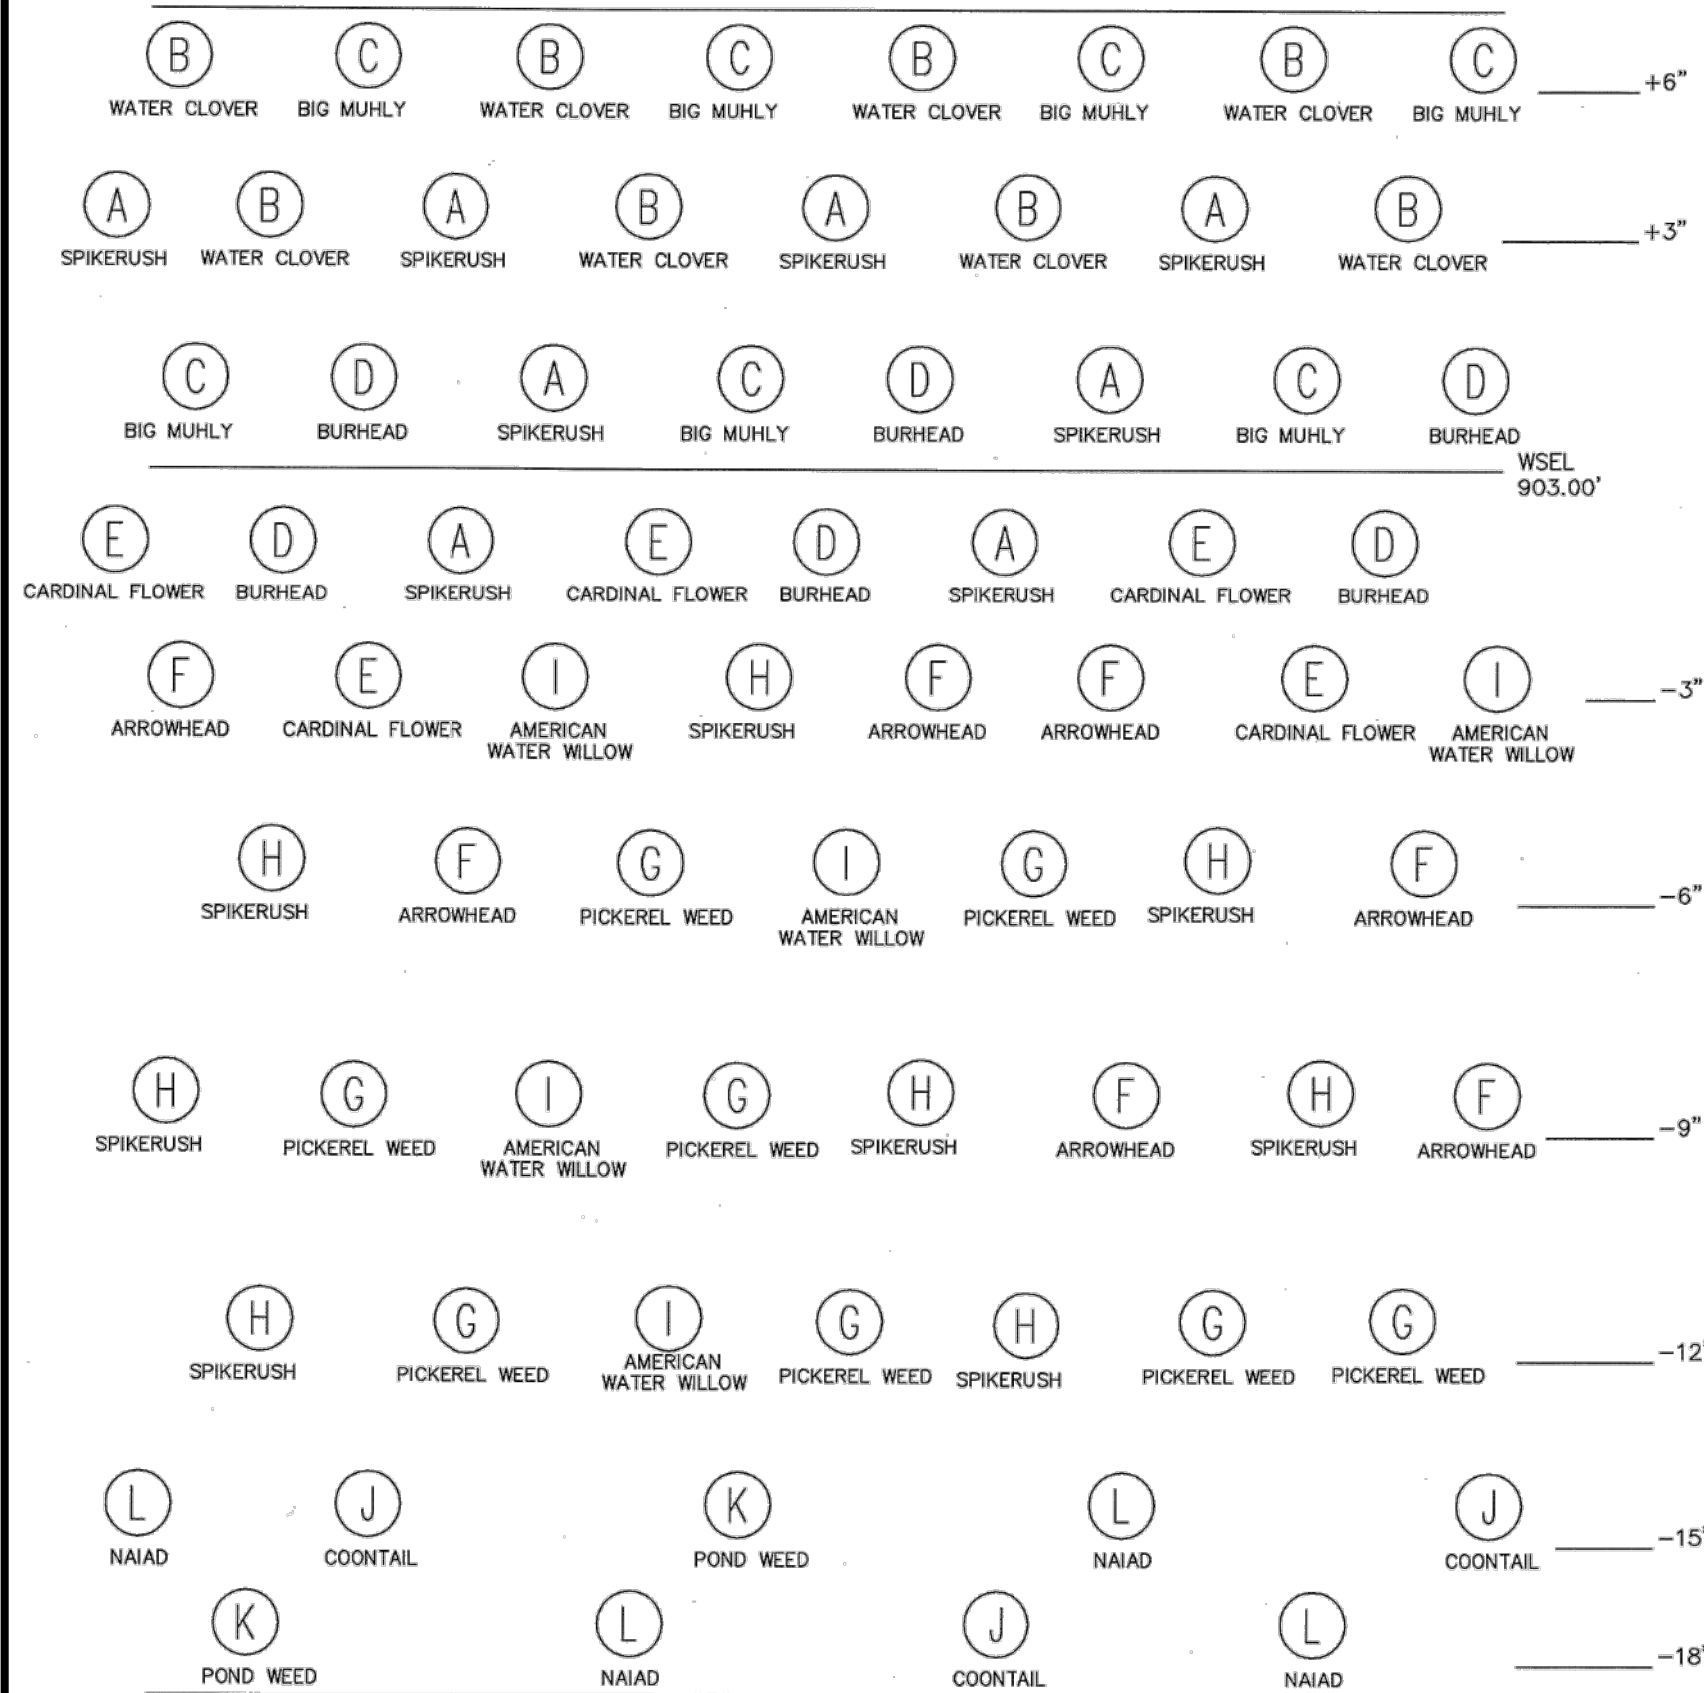 B C B C B C B C
+6"
WATER CLOVER BIG MUHLY WATER CLOVER BIG MUHLY WATER CLOVER BIG MUHLY WATER CLOVER BIG MUHLY
A B A B A B A B
+3"
SPIKERUSH WATER CLOVER SPIKERUSH WATER CLOVER SPIKERUSH WATER CLOVER SPIKERUSH WATER CLOVER
C D A C D A C D
BIG MUHLY BURHEAD SPIKERUSH BIG MUHLY BURHEAD SPIKERUSH BIG MUHLY BURHEAD
WSEL
903.00'
E D A E D A E D
CARDINAL FLOWER BURHEAD SPIKERUSH CARDINAL FLOWER BURHEAD SPIKERUSH CARDINAL FLOWER BURHEAD
F E I H F F E I
-3"
ARROWHEAD CARDINAL FLOWER AMERICAN SPIKERUSH ARROWHEAD ARROWHEAD CARDINAL FLOWER AMERICAN
WATER WILLOW WATER WILLOW
H F G I G H F
-6"
SPIKERUSH ARROWHEAD PICKEREL WEED AMERICAN PICKEREL WEED SPIKERUSH ARROWHEAD
WATER WILLOW
H G I G H F H F
-9"
SPIKERUSH PICKEREL WEED AMERICAN PICKEREL WEED SPIKERUSH ARROWHEAD SPIKERUSH ARROWHEAD
WATER WILLOW
H G I G H G G
-12"
SPIKERUSH PICKEREL WEED AMERICAN PICKEREL WEED SPIKERUSH PICKEREL WEED PICKEREL WEED
WATER WILLOW
L J K L J
-15"
NAIAD COONTAIL POND WEED NAIAD COONTAIL
K L J L
-18"
POND WEED NAIAD COONTAIL NAIAD